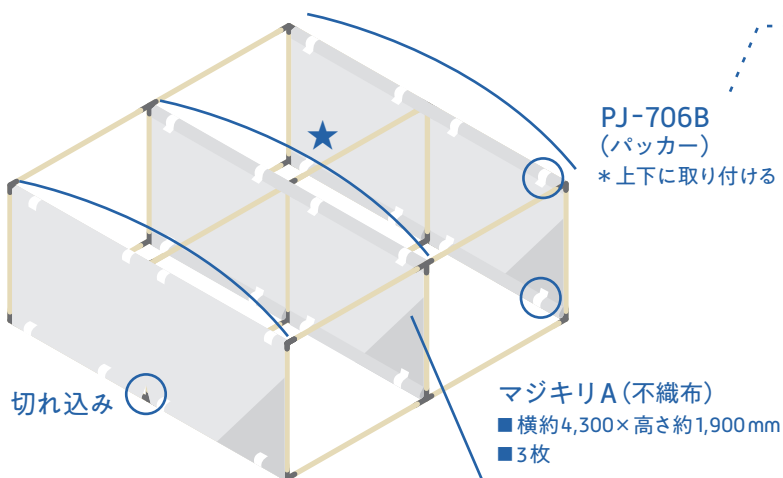 PJ-706B
（パッカー）
＊上下に取り付ける
切れ込み
マジキリA（不織布）
■横約4,300×高さ約1,900mm
■3枚